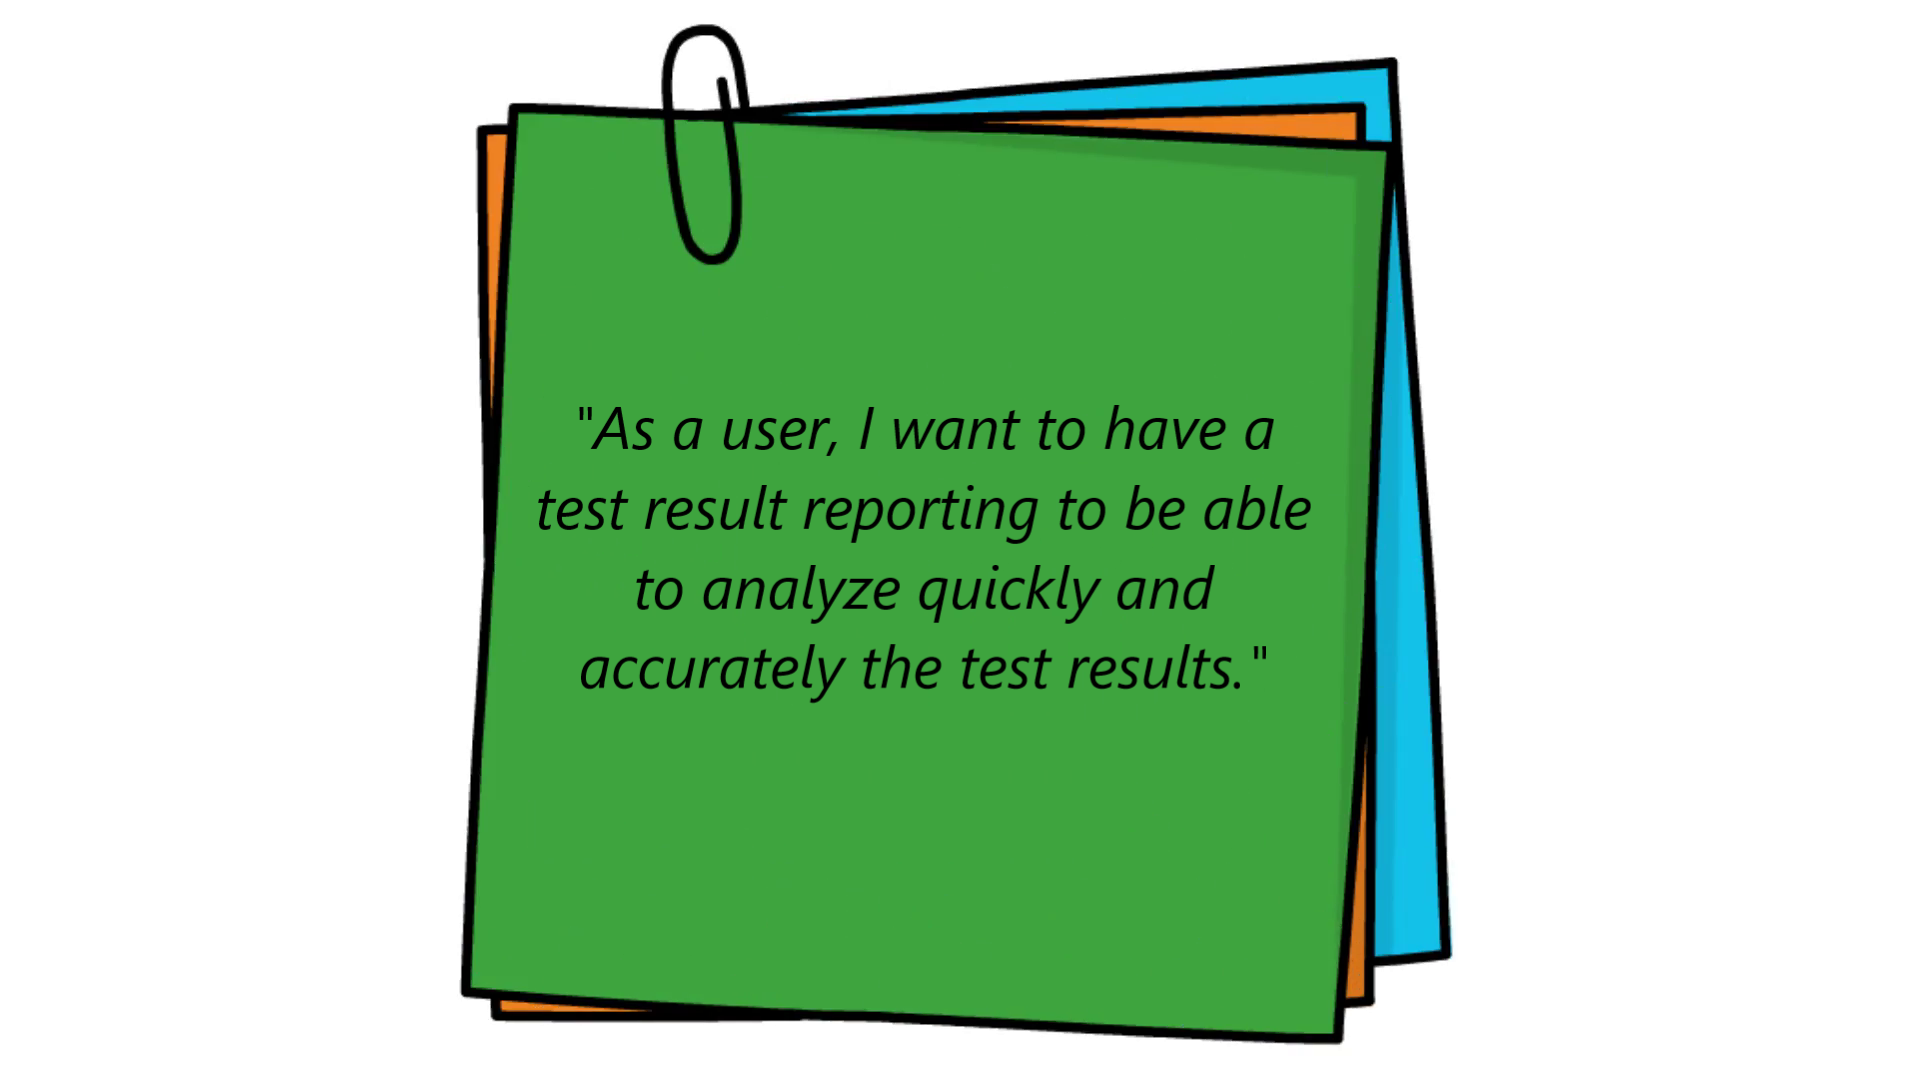 "As a user, I want to have a
test result reporting to be able
to analyze quickly and
accurately the test results."